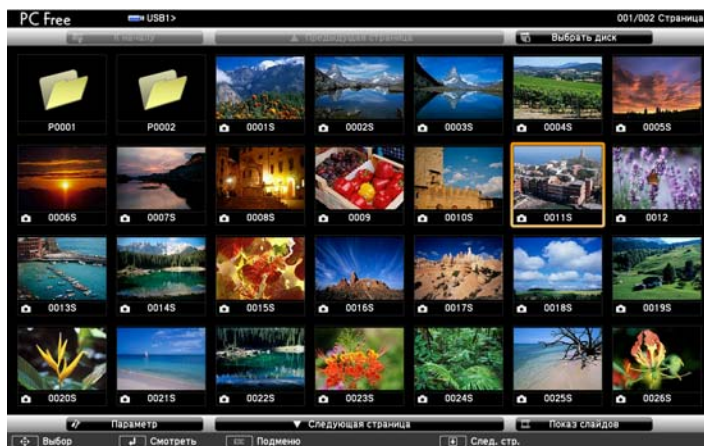 PC Free USB1> 001/002 Страница
К началу Предыдущая страница Выбрать диск
P0001 P0002 0001S 0002S 0003S 0004S 0005S
0006S 0007S 0008S 0009 0010S 0011S 0012
0013S 0014S 0015S 0016S 0017S 0018S 0019S
0020S 0021S 0022S 0023S 0024S 0025S 0026S
Параметр Следующая страница Показ слайдов
Выбор Смотреть ESC Подменю След. стр.